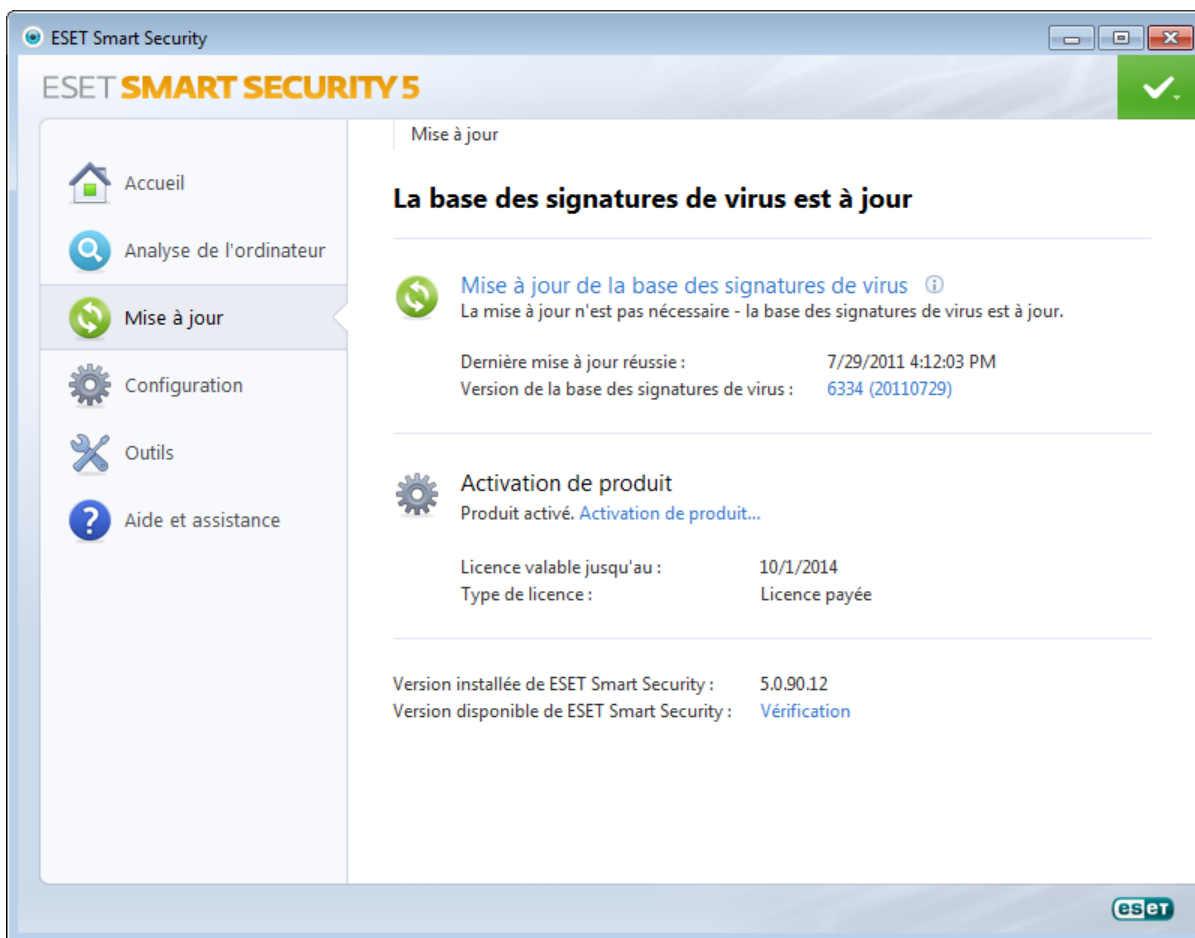 ESET Smart Security
ESET SMART SECURITY 5
Accueil
Analyse de l'ordinateur
Mise à jour
Configuration
Outils
Aide et assistance
Mise à jour
La base des signatures de virus est à jour
Mise à jour de la base des signatures de virus
La mise à jour n'est pas nécessaire - la base des signatures de virus est à jour.
Dernière mise à jour réussie : 7/29/2011 4:12:03 PM
Version de la base des signatures de virus : 6334 (20110729)
Activation de produit
Produit activé. Activation de produit...
Licence valable jusqu'au : 10/1/2014
Type de licence : Licence payée
Version installée de ESET Smart Security : 5.0.90.12
Version disponible de ESET Smart Security : Vérification
eseT